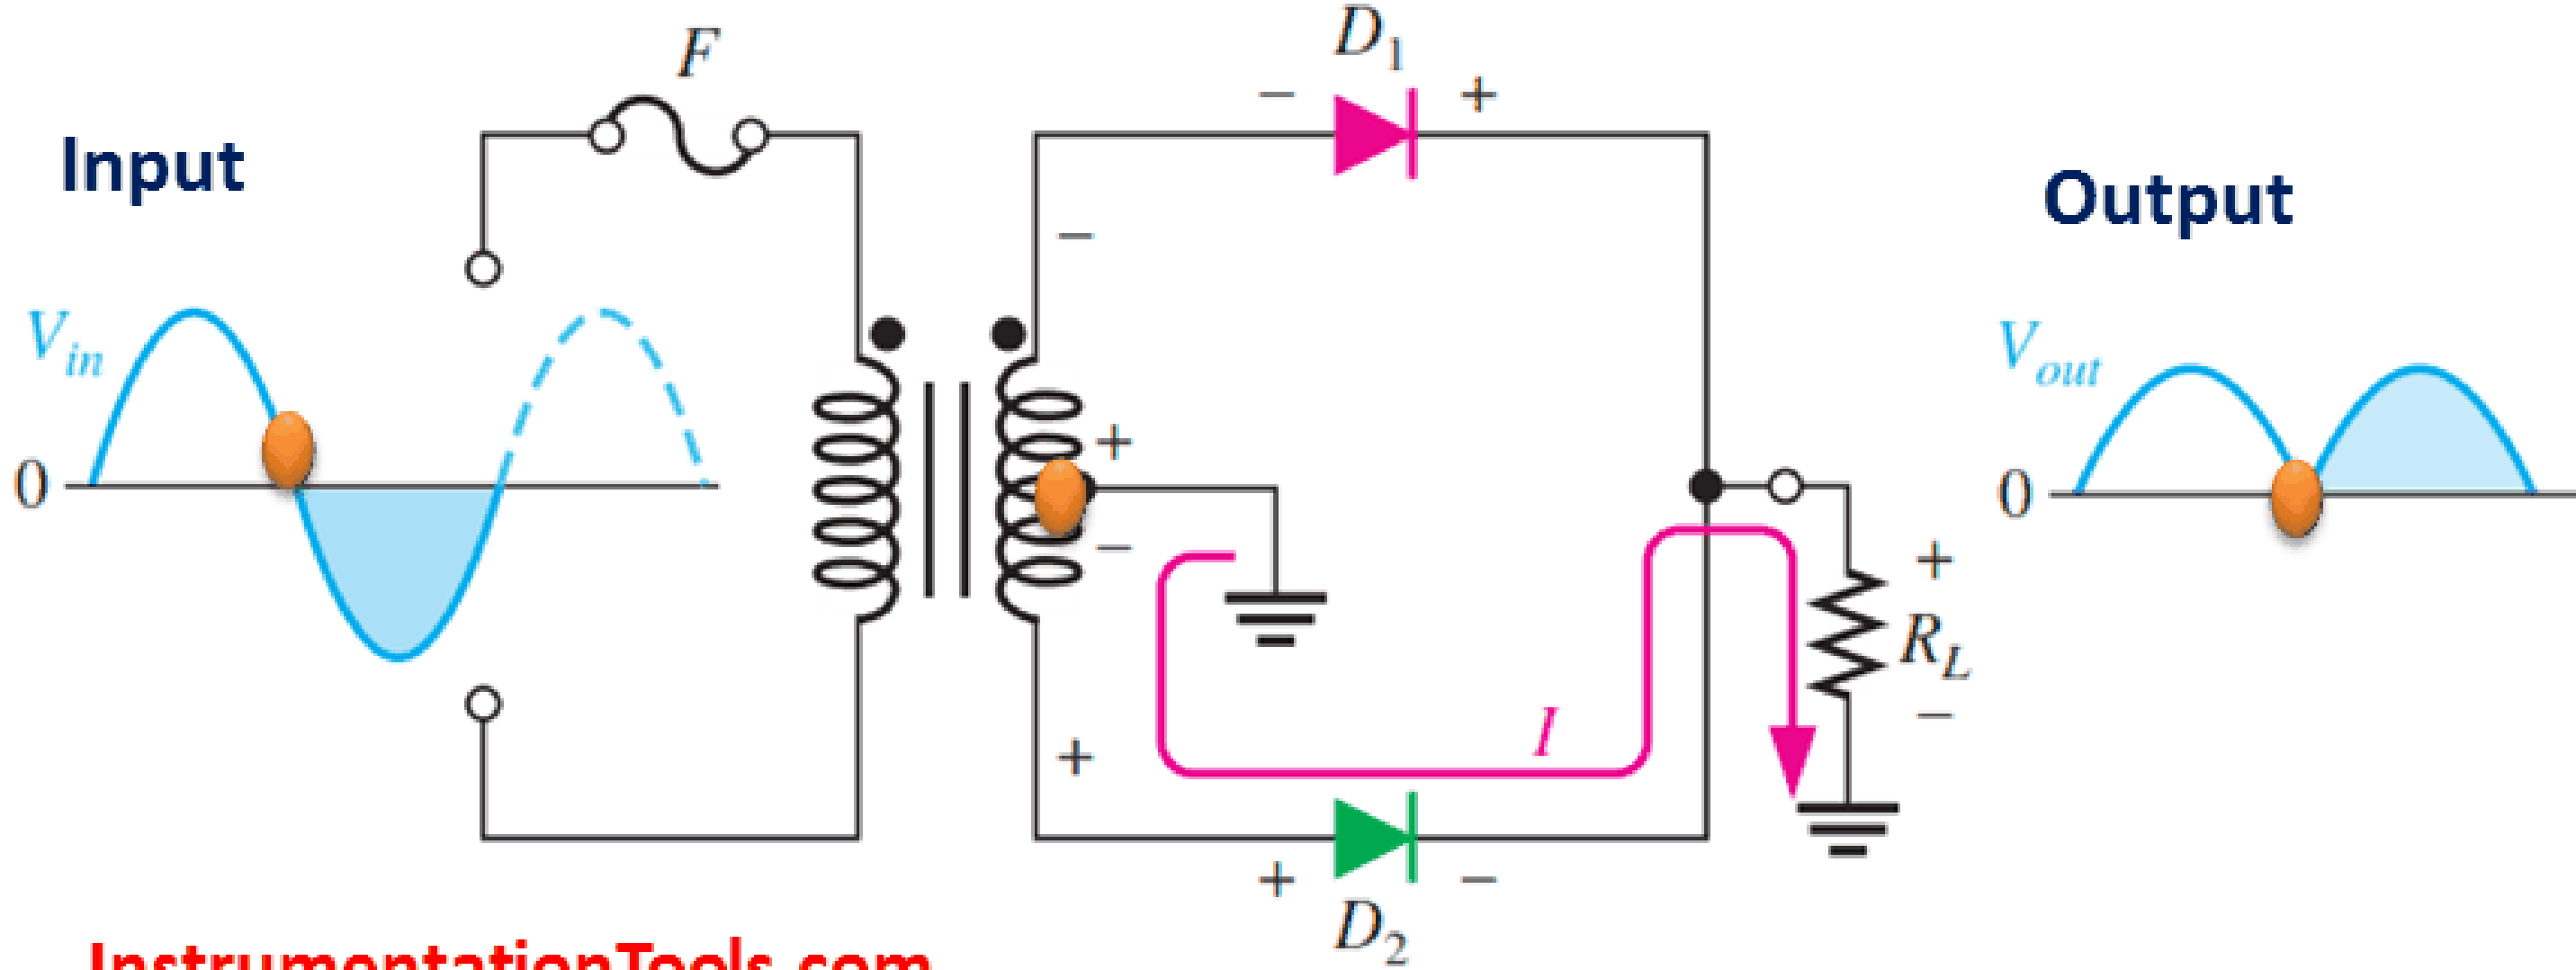 F
D1
− +
Input
Output
−
Vin
Vout
+
0
0
−
+
RL
−
I
+
+ −
D2
InstrumentationTools.com